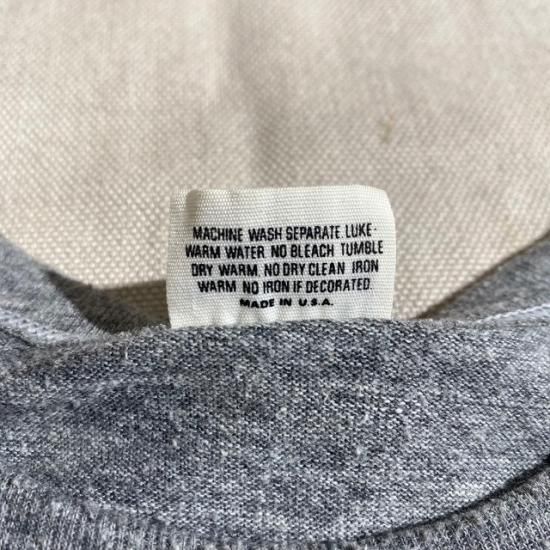 MACHINE WASH SEPARATE. LUKE-
WARM WATER. NO BLEACH. TUMBLE
DRY WARM. NO DRY CLEAN. IRON
WARM. NO IRON IF DECORATED.
MADE IN U.S.A.